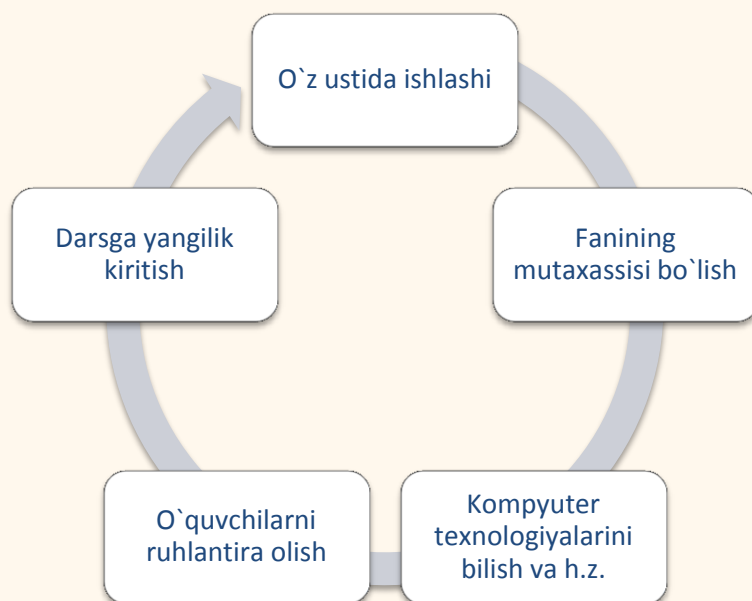 O`z ustida ishlashi
Fanining
mutaxassisi bo`lish
Kompyuter
texnologiyalarini
bilish va h.z.
O`quvchilarni
ruhlantira olish
Darsga yangilik
kiritish